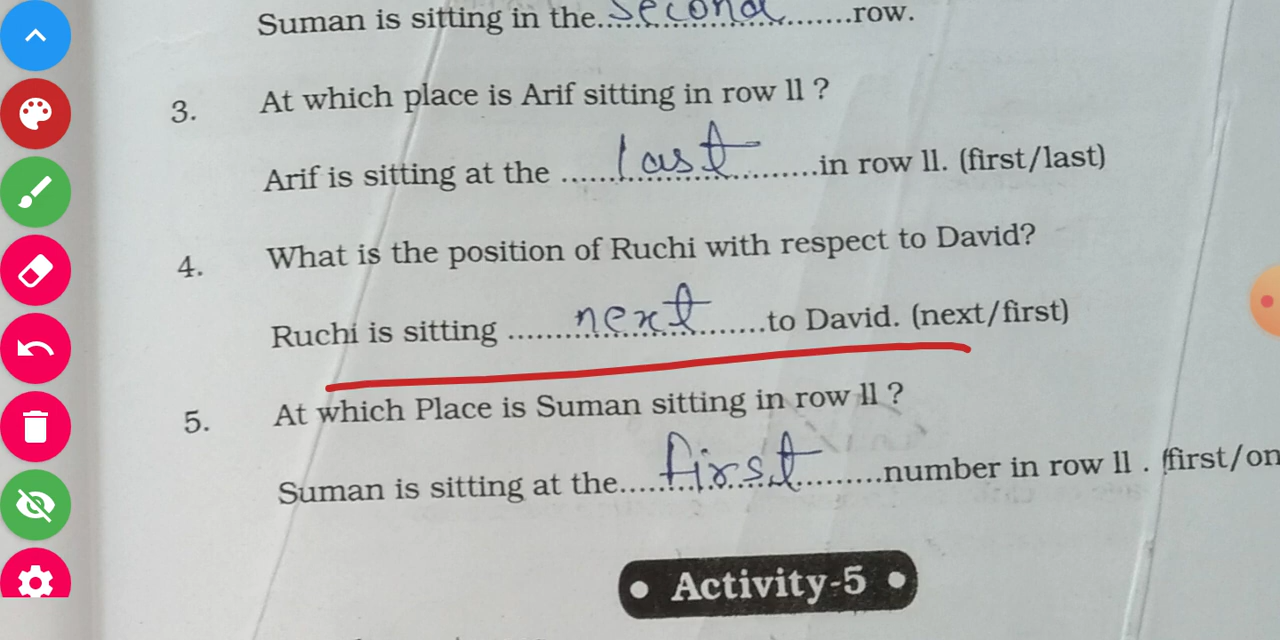 Suman is sitting in the...second...row.
3. At which place is Arif sitting in row ll ?
Arif is sitting at the ...last...in row ll. (first/last)
4. What is the position of Ruchi with respect to David?
Ruchi is sitting ...next...to David. (next/first)
5. At which Place is Suman sitting in row ll ?
Suman is sitting at the...first...number in row ll . (first/on
• Activity-5 •